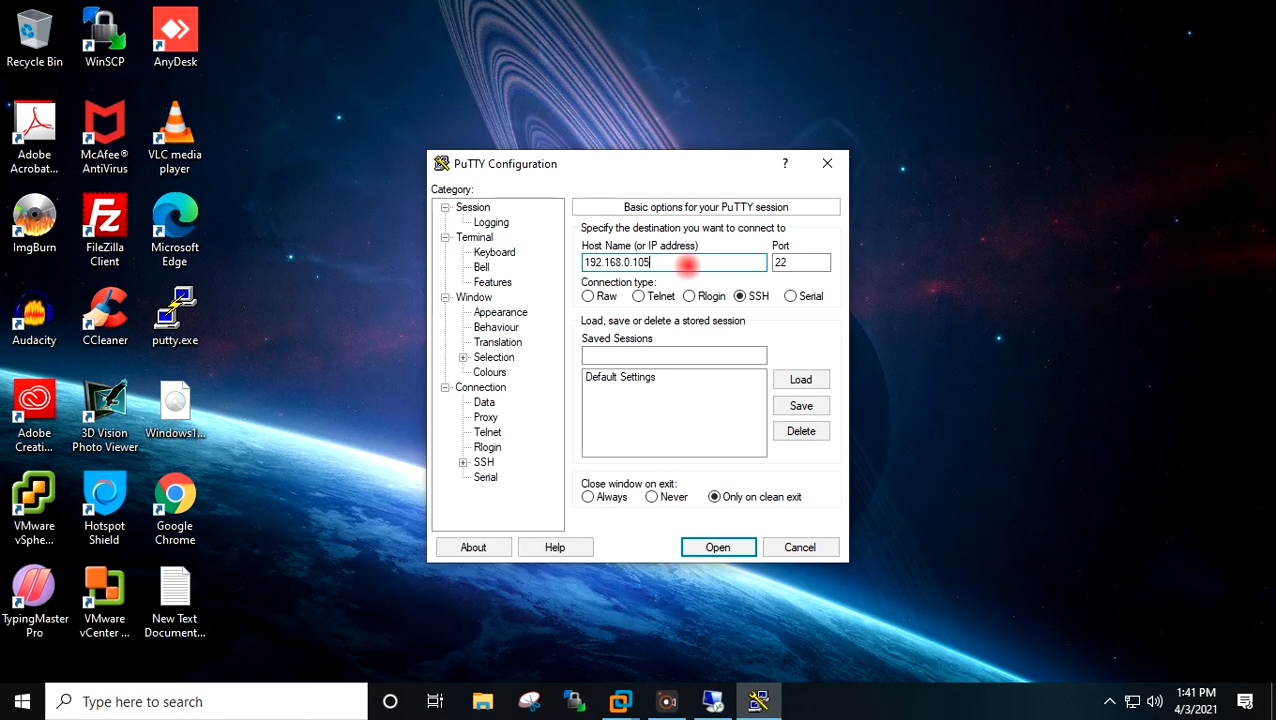 Recycle Bin
WinSCP
AnyDesk
Adobe
Acrobat...
McAfee®
AntiVirus
VLC media
player
ImgBurn
FileZilla
Client
Microsoft
Edge
Audacity
CCleaner
putty.exe
Adobe
Creati...
3D Vision
Photo Viewer
Windows1...
VMware
vSphe...
Hotspot
Shield
Google
Chrome
TypingMaster
Pro
VMware
vCenter ...
New Text
Document...
PuTTY Configuration
?
Category:
Session
Logging
Terminal
Keyboard
Bell
Features
Window
Appearance
Behaviour
Translation
Selection
Colours
Connection
Data
Proxy
Telnet
Rlogin
SSH
Serial
Basic options for your PuTTY session
Specify the destination you want to connect to
Host Name (or IP address) Port
192.168.0.105 22
Connection type:
Raw Telnet Rlogin SSH Serial
Load, save or delete a stored session
Saved Sessions
Default Settings
Load
Save
Delete
Close window on exit:
Always Never Only on clean exit
About Help Open Cancel
Type here to search
1:41 PM
4/3/2021